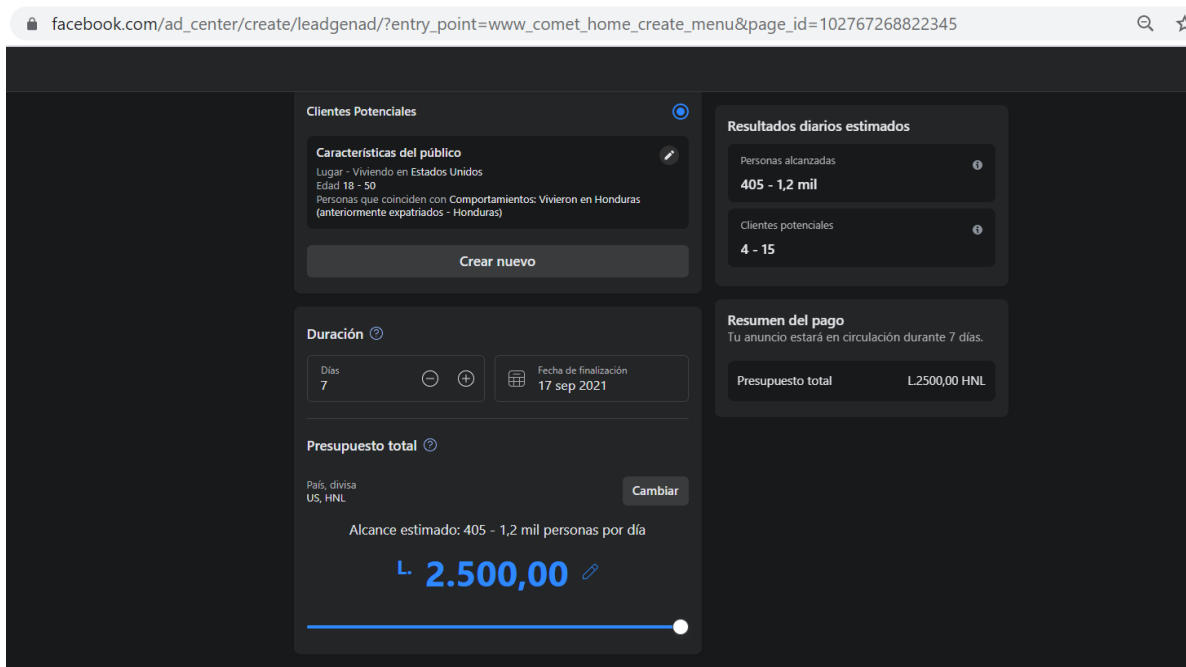 facebook.com/ad_center/create/leadgenad/?entry_point=www_comet_home_create_menu&page_id=102767268822345
Clientes Potenciales
Características del público
Lugar - Viviendo en Estados Unidos
Edad 18 - 50
Personas que coinciden con Comportamientos: Vivieron en Honduras
(anteriormente expatriados - Honduras)
Crear nuevo
Duración
Días
7
Fecha de finalización
17 sep 2021
Presupuesto total
País, divisa
US, HNL
Cambiar
Alcance estimado: 405 - 1,2 mil personas por día
L. 2.500,00
Resultados diarios estimados
Personas alcanzadas
405 - 1,2 mil
Clientes potenciales
4 - 15
Resumen del pago
Tu anuncio estará en circulación durante 7 días.
Presupuesto total L.2500,00 HNL